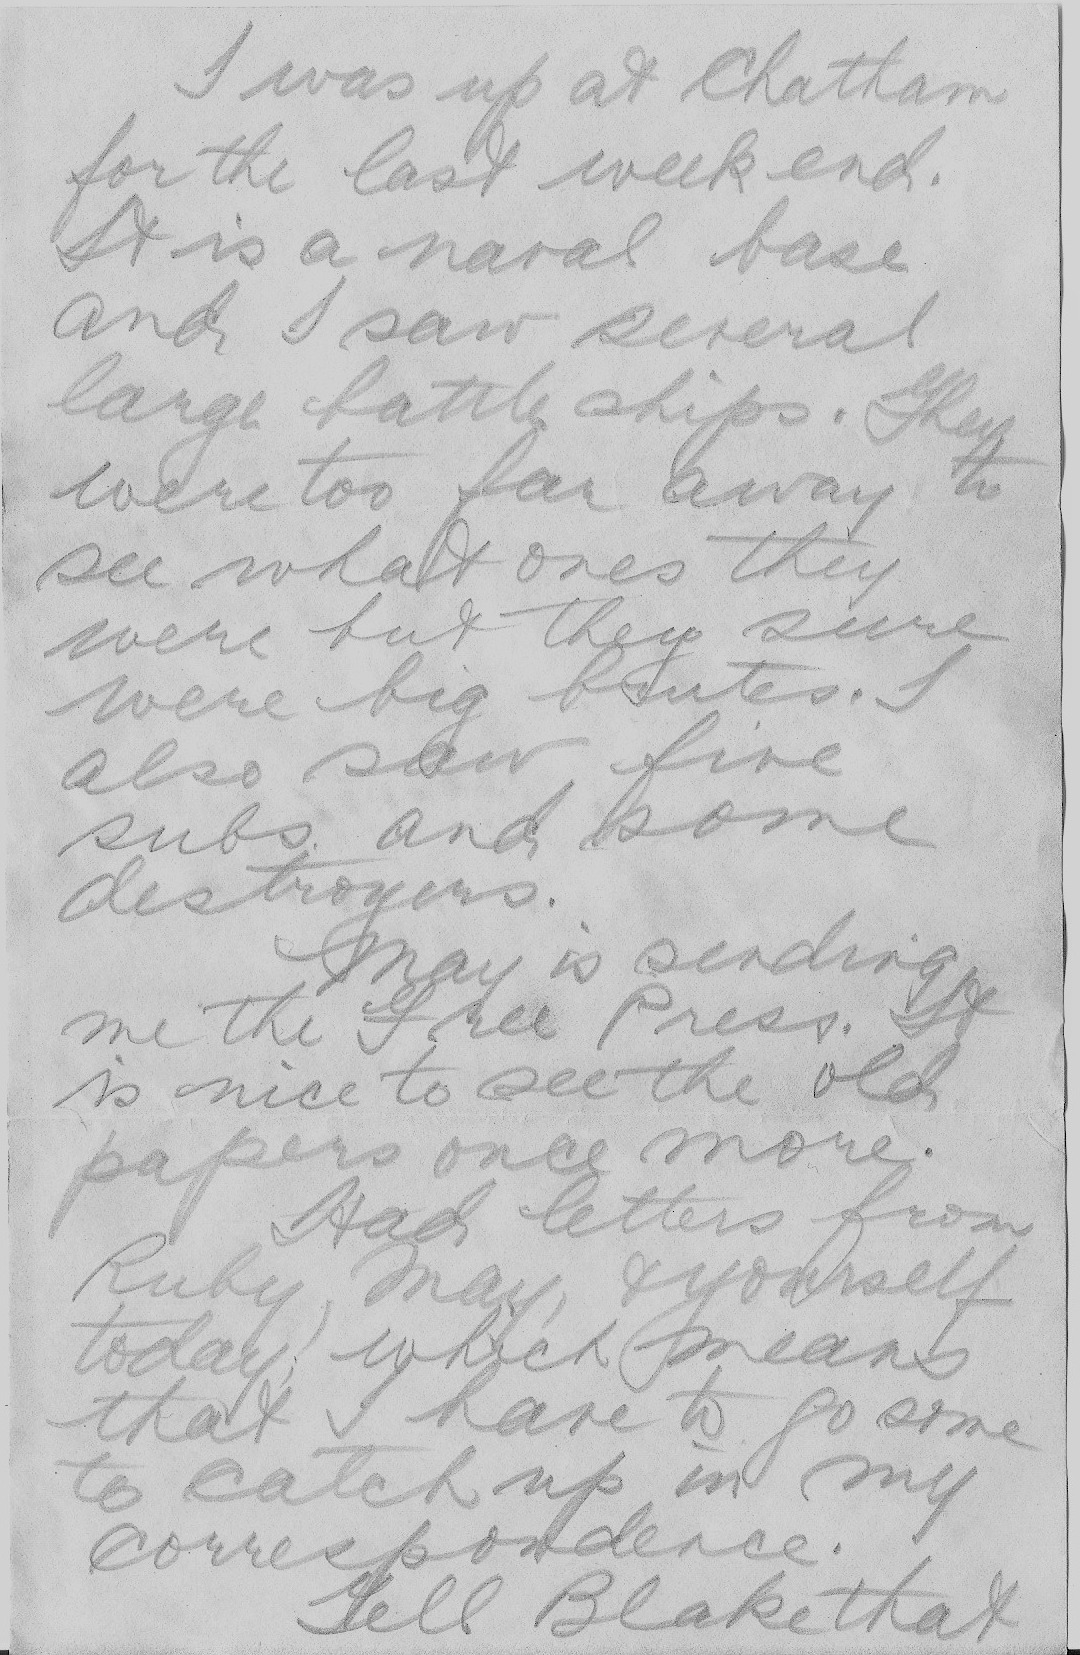 I was up at Chatham
for the last week end.
It is a naval base
and I saw several
large battle ships. They
were too far away to
see what ones they
were but they sure
were big brutes. I
also saw five
subs. and some
destroyers.
May is sending
me the Free Press. It
is nice to see the old
papers once more.
Had letters from
Ruby, May, & yourself
today, which means
that I have to go some
to catch up in my
correspondence.
Tell Blake that